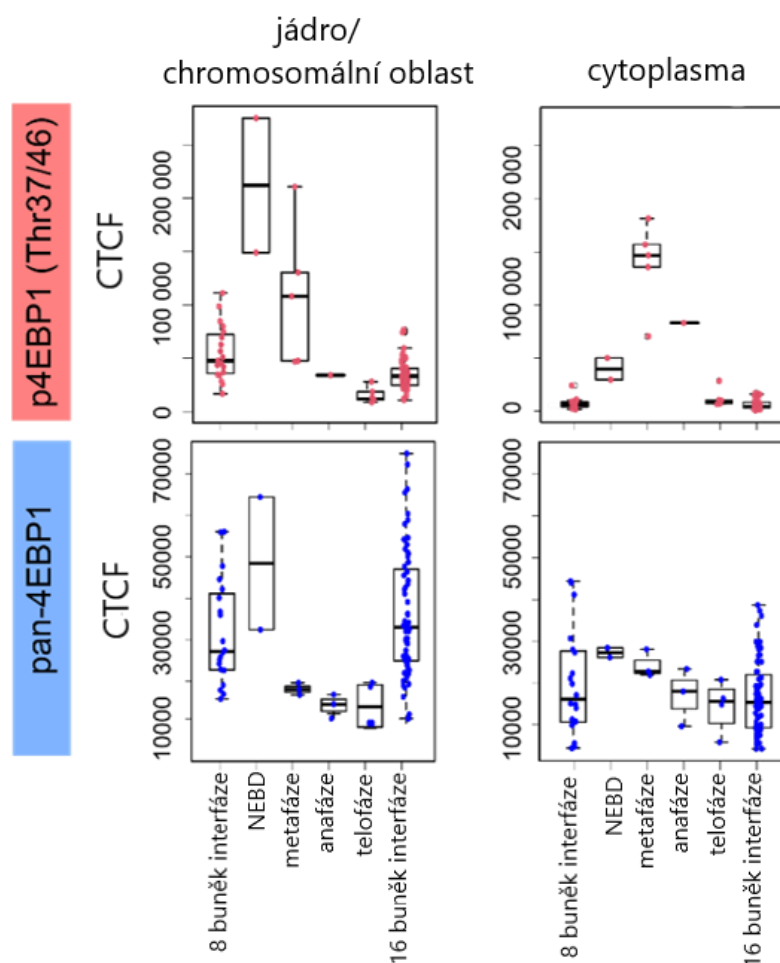 jádro/
chromosomální oblast
cytoplasma
p4EBP1 (Thr37/46)
CTCF
0
100 000
200 000
0
100 000
200 000
pan-4EBP1
CTCF
10000
30000
50000
70000
10000
30000
50000
70000
8 buněk interfáze
NEBD
metafáze
anafáze
telofáze
16 buněk interfáze
8 buněk interfáze
NEBD
metafáze
anafáze
telofáze
16 buněk interfáze